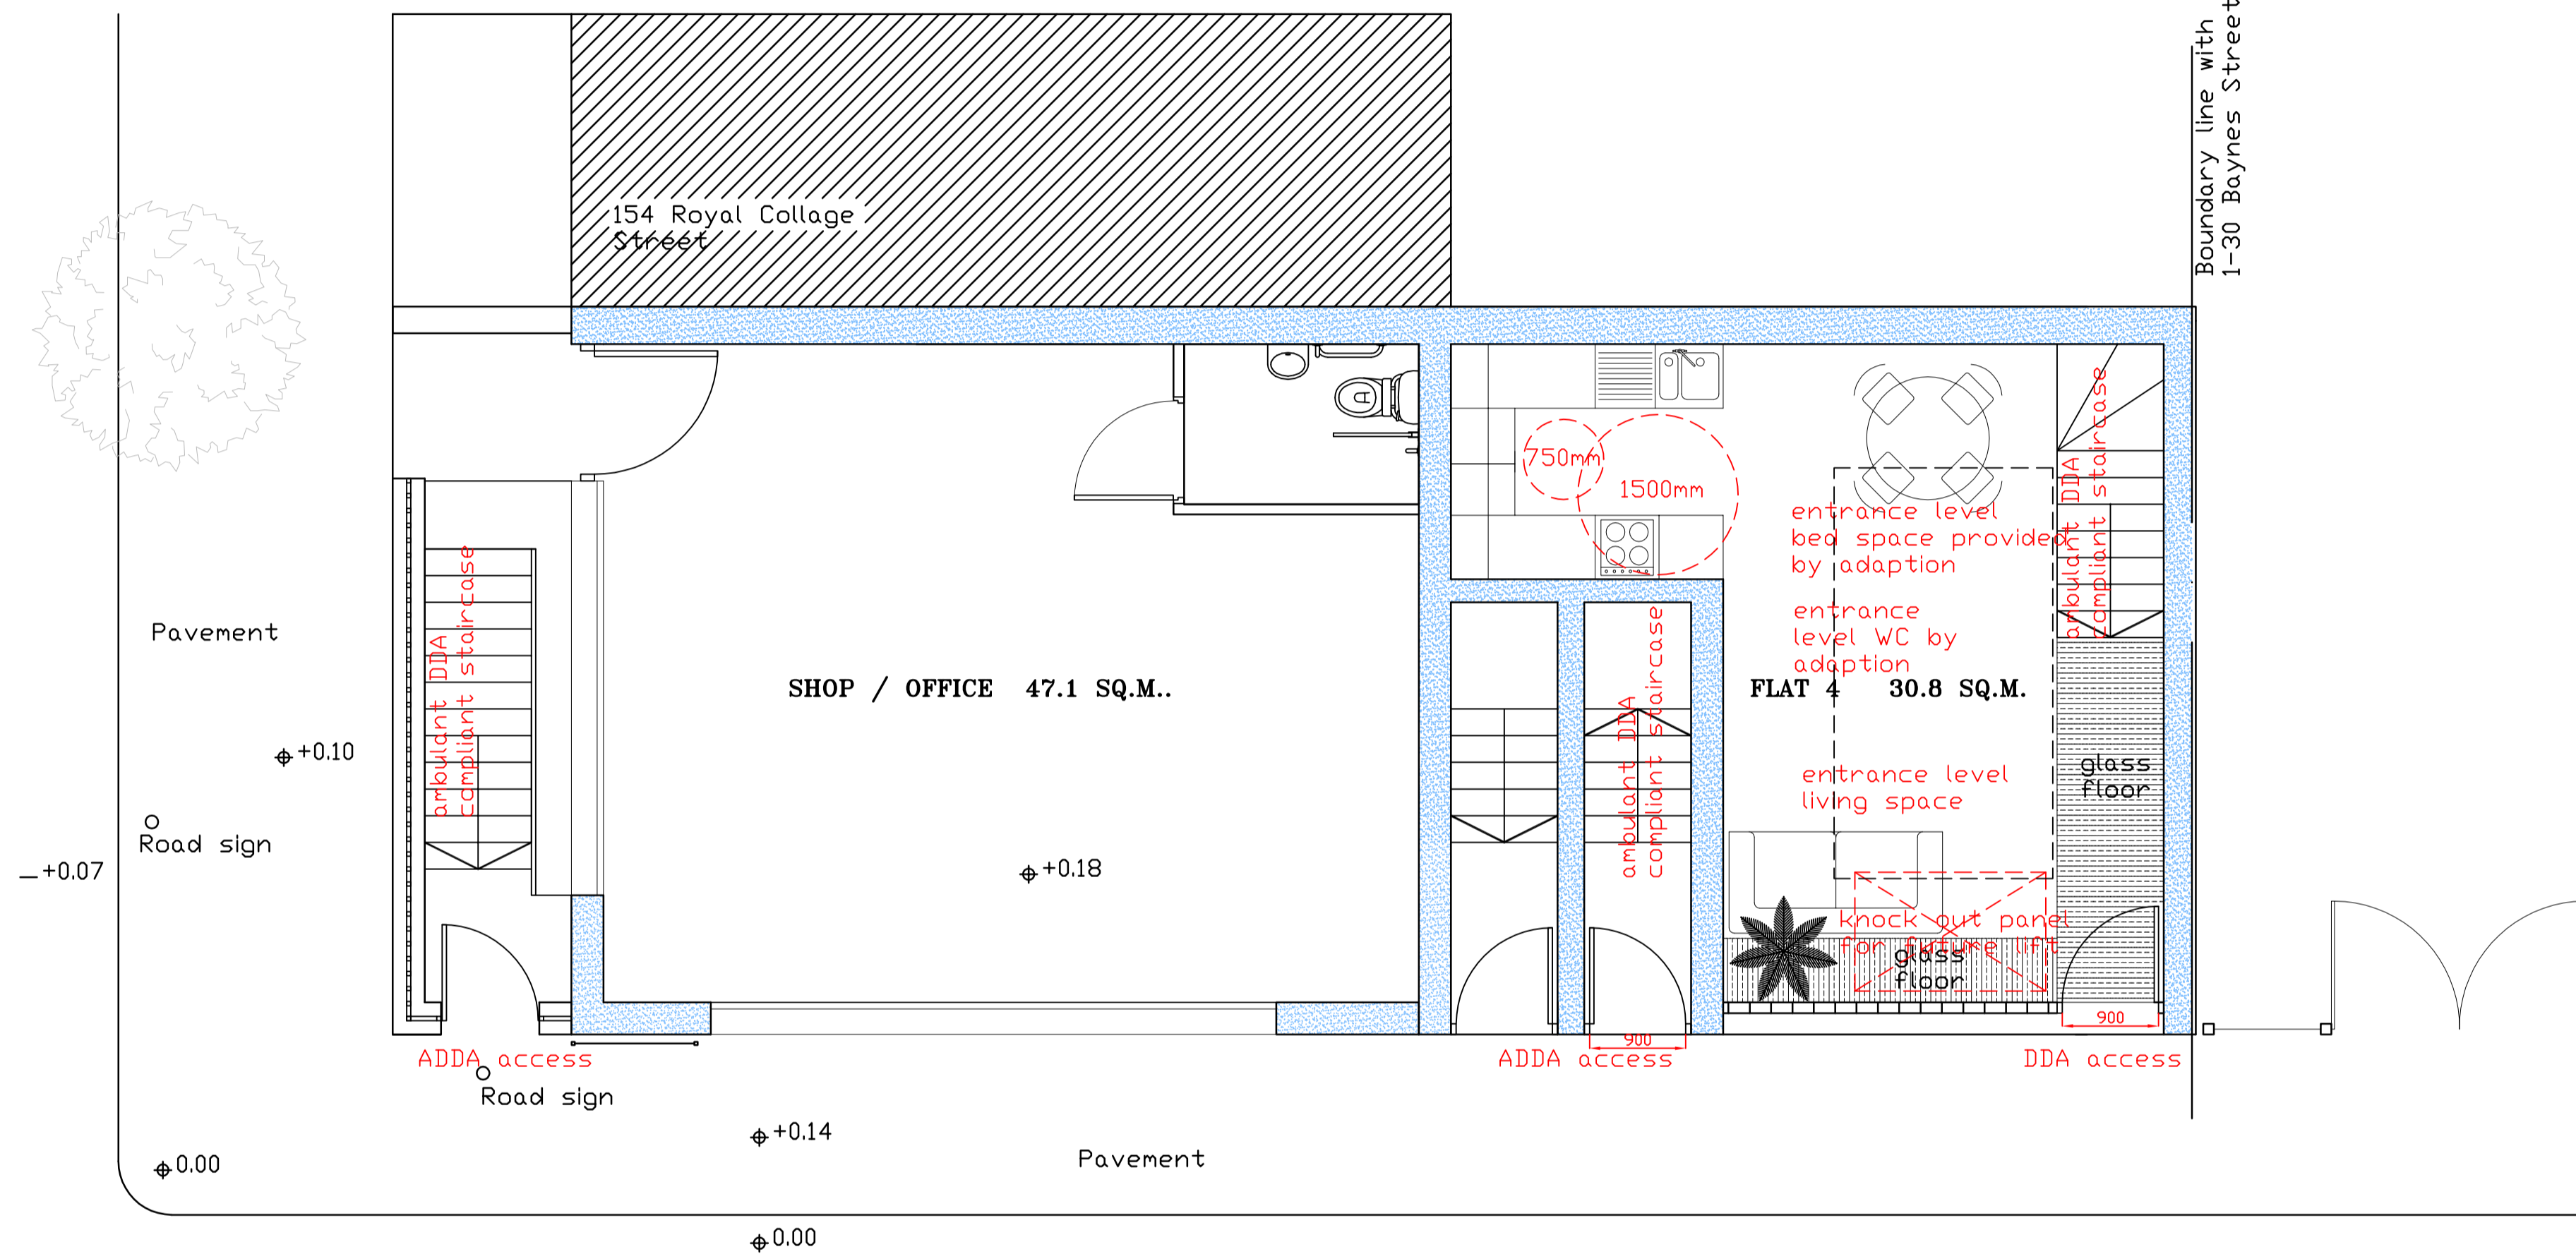 Boundary line with
1-30 Baynes Street
154 Royal Collage
Street
750mm
1500mm
ambulant DDA
compliant staircase
entrance level
bed space provided
by adaption
entrance
level WC by
adaption
Pavement
ambulant DDA
compliant staircase
SHOP / OFFICE 47.1 SQ.M..
ambulant DDA
compliant staircase
FLAT 4 30.8 SQ.M.
+0.10
entrance level
living space
glass
floor
Road sign
+0.07
+0.18
knock out panel
for future lift
glass
floor
900
900
ADDA access
ADDA access
DDA access
Road sign
+0.14
Pavement
0.00
0.00